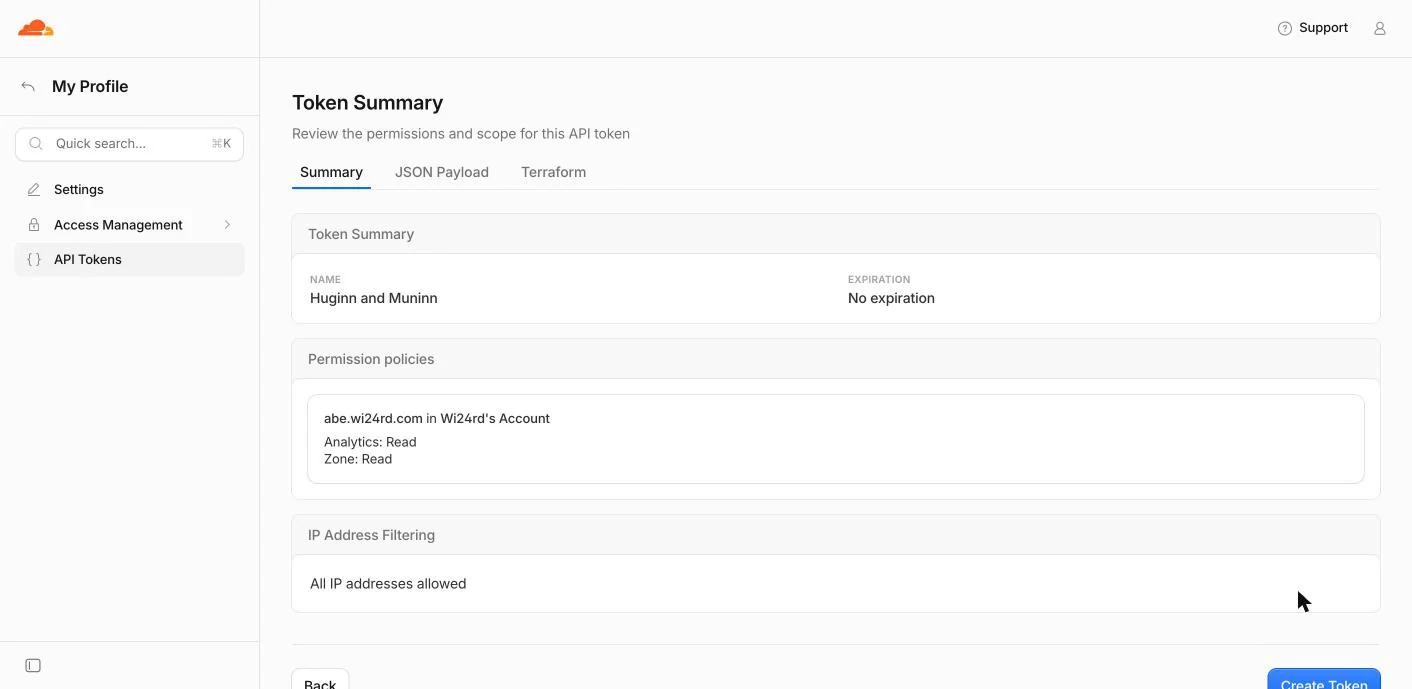 Support
My Profile
Quick search...
⌘K
Settings
Access Management
API Tokens
Token Summary
Review the permissions and scope for this API token
Summary
JSON Payload
Terraform
Token Summary
NAME
EXPIRATION
Huginn and Muninn
No expiration
Permission policies
abe.wi24rd.com in Wi24rd's Account
Analytics: Read
Zone: Read
IP Address Filtering
All IP addresses allowed
Back
Create Token